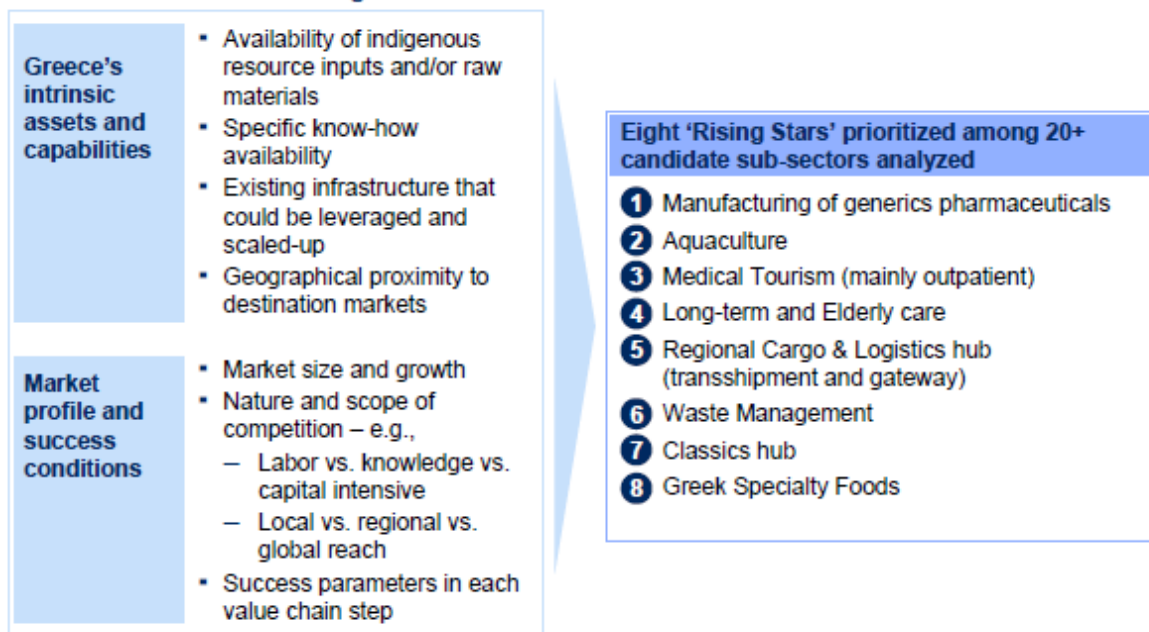 Greece's
intrinsic
assets and
capabilities
▪ Availability of indigenous
resource inputs and/or raw
materials
▪ Specific know-how
availability
▪ Existing infrastructure that
could be leveraged and
scaled-up
▪ Geographical proximity to
destination markets
Market
profile and
success
conditions
▪ Market size and growth
▪ Nature and scope of
competition – e.g.,
– Labor vs. knowledge vs.
capital intensive
– Local vs. regional vs.
global reach
▪ Success parameters in each
value chain step
Eight ‘Rising Stars’ prioritized among 20+
candidate sub-sectors analyzed
1 Manufacturing of generics pharmaceuticals
2 Aquaculture
3 Medical Tourism (mainly outpatient)
4 Long-term and Elderly care
5 Regional Cargo & Logistics hub
(transshipment and gateway)
6 Waste Management
7 Classics hub
8 Greek Specialty Foods